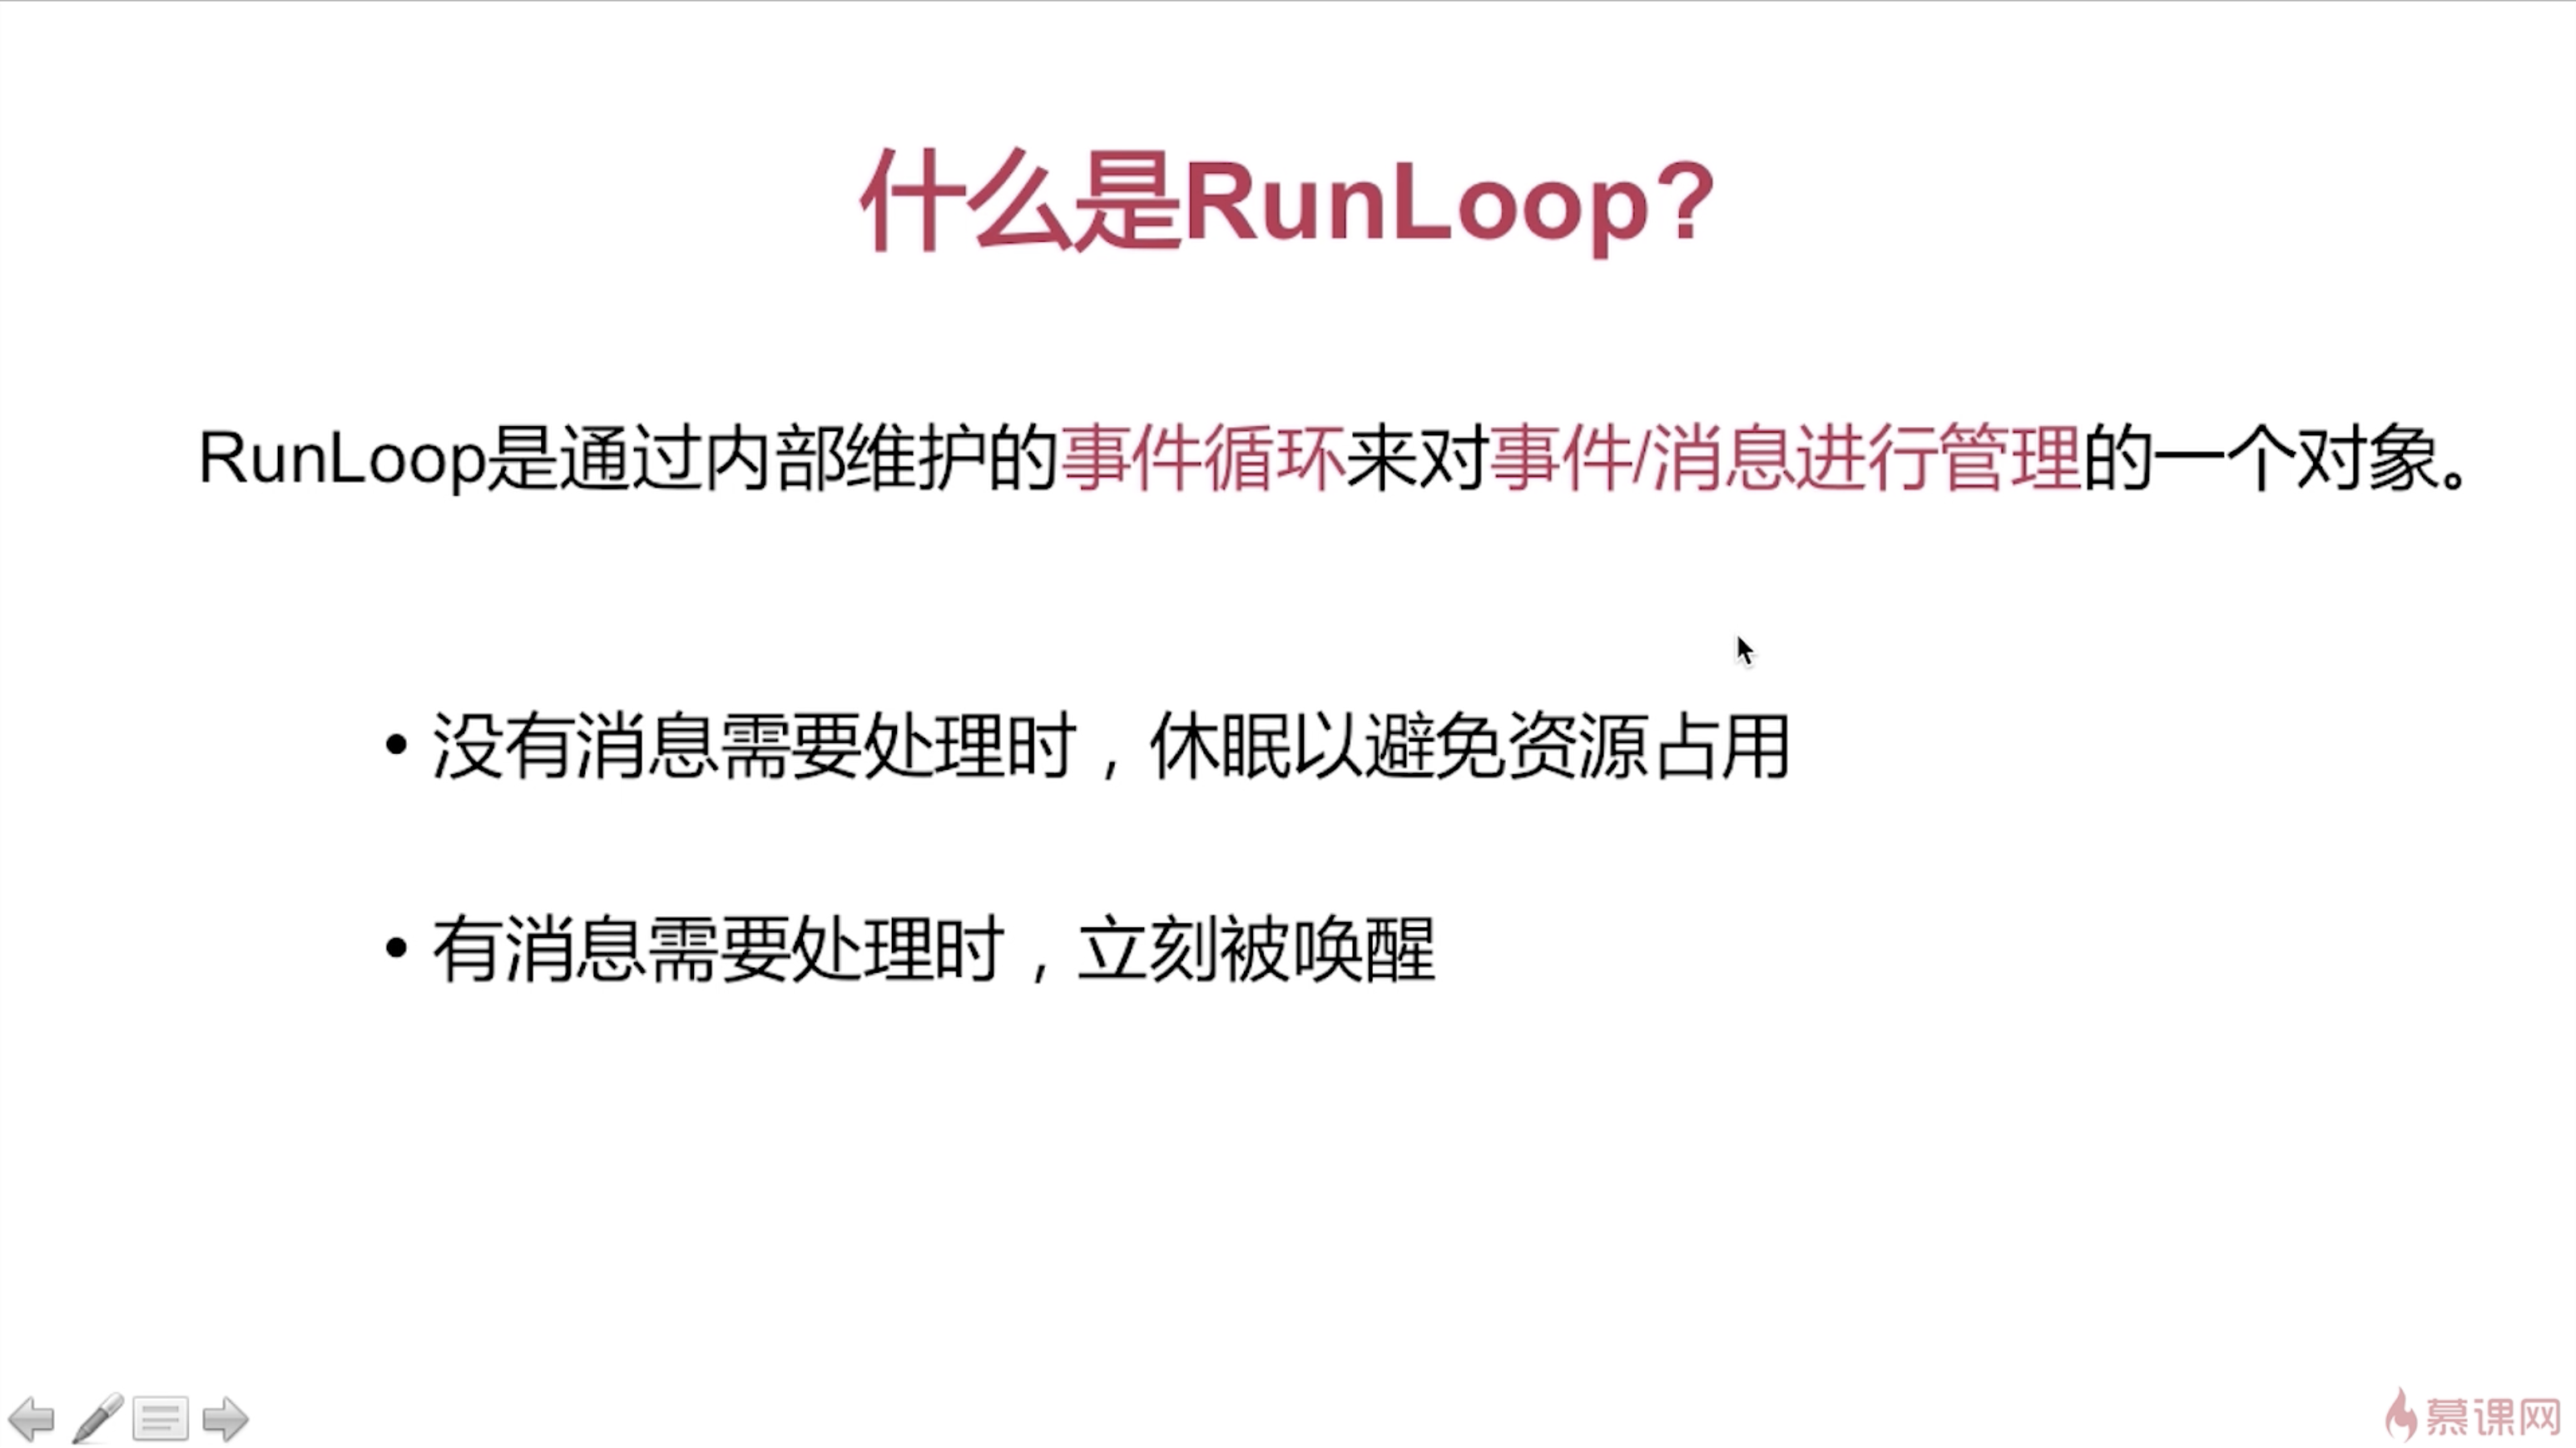 什么是RunLoop?
RunLoop是通过内部维护的事件循环来对事件/消息进行管理的一个对象。
• 没有消息需要处理时，休眠以避免资源占用
• 有消息需要处理时，立刻被唤醒
慕课网